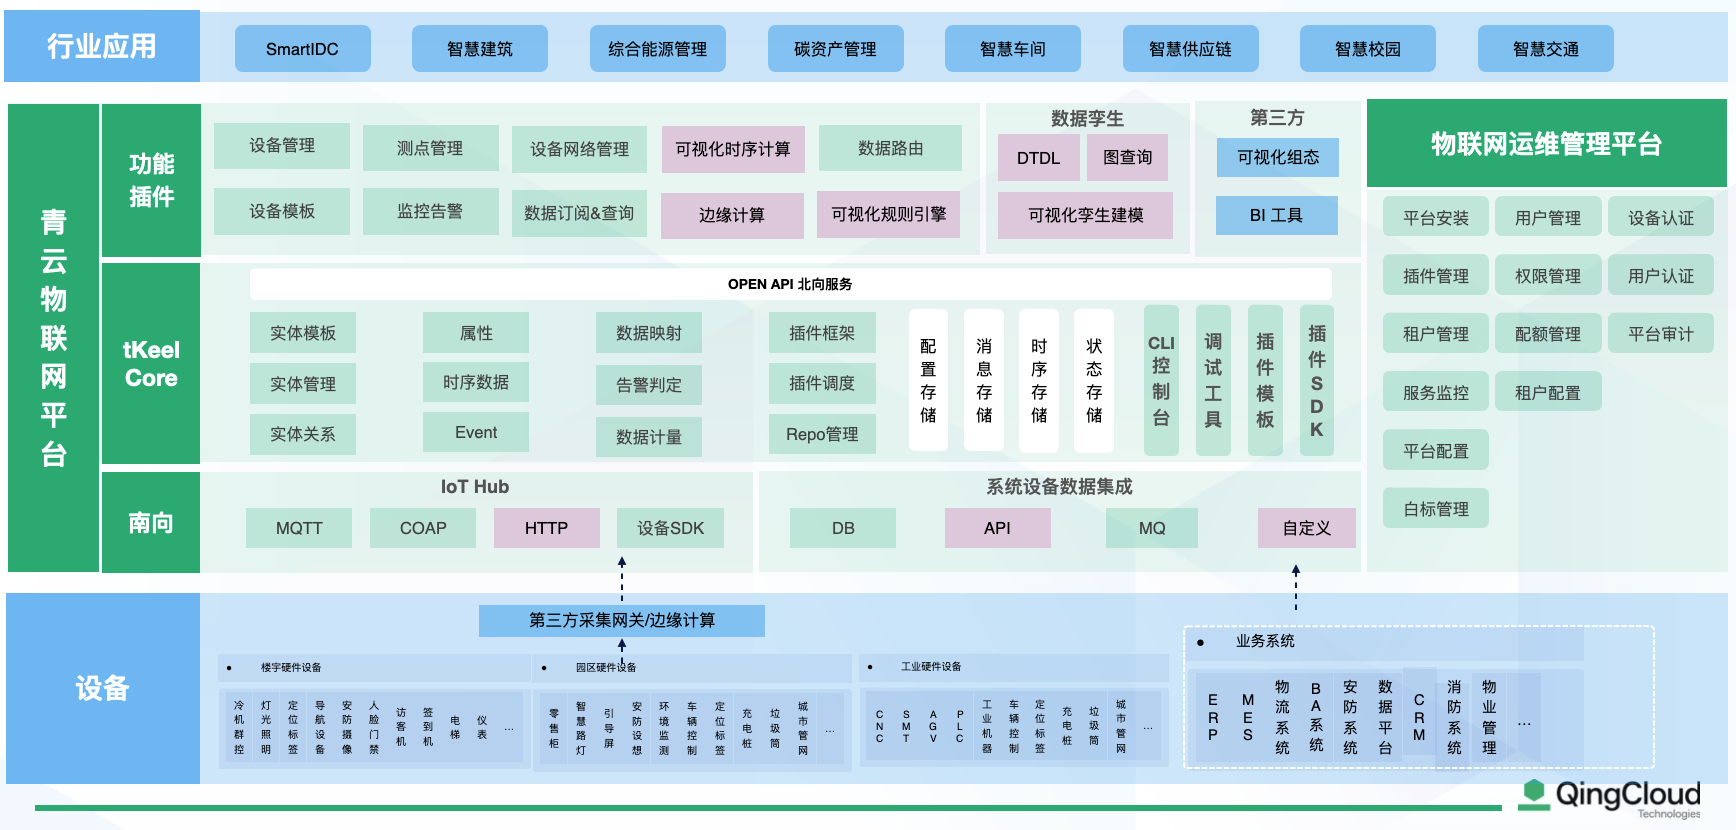 行业应用
SmartIDC
智慧建筑
综合能源管理
碳资产管理
智慧车间
智慧供应链
智慧校园
智慧交通
青云物联网平台
功能
插件
设备管理
测点管理
设备网络管理
可视化时序计算
数据路由
设备模板
监控告警
数据订阅&查询
边缘计算
可视化规则引擎
数据孪生
DTDL
图查询
可视化孪生建模
第三方
可视化组态
BI 工具
tKeel
Core
OPEN API 北向服务
实体模板
属性
数据映射
插件框架
实体管理
时序数据
告警判定
插件调度
实体关系
Event
数据计量
Repo管理
配置存储
消息存储
时序存储
状态存储
CLI控制台
调试工具
插件模板
插件SDK
南向
IoT Hub
MQTT
COAP
HTTP
设备SDK
系统设备数据集成
DB
API
MQ
自定义
物联网运维管理平台
平台安装
用户管理
设备认证
插件管理
权限管理
用户认证
租户管理
配额管理
平台审计
服务监控
租户配置
平台配置
白标管理
设备
第三方采集网关/边缘计算
• 楼宇硬件设备
冷机群控
灯光照明
定位标签
导航设备
安防摄像
人脸门禁
访客机
签到机
电梯
仪表
...
• 园区硬件设备
零售柜
智慧路灯
引导屏
安防设想
环境监测
车辆控制
定位标签
充电桩
垃圾筒
城市管网
...
• 工业硬件设备
CNC
SMT
AGV
PLC
工业机器
车辆控制
定位标签
充电桩
垃圾筒
城市管网
...
• 业务系统
ERP
MES
物流系统
BA系统
安防系统
数据平台
CRM
消防系统
物业管理
...
QingCloud
Technologies